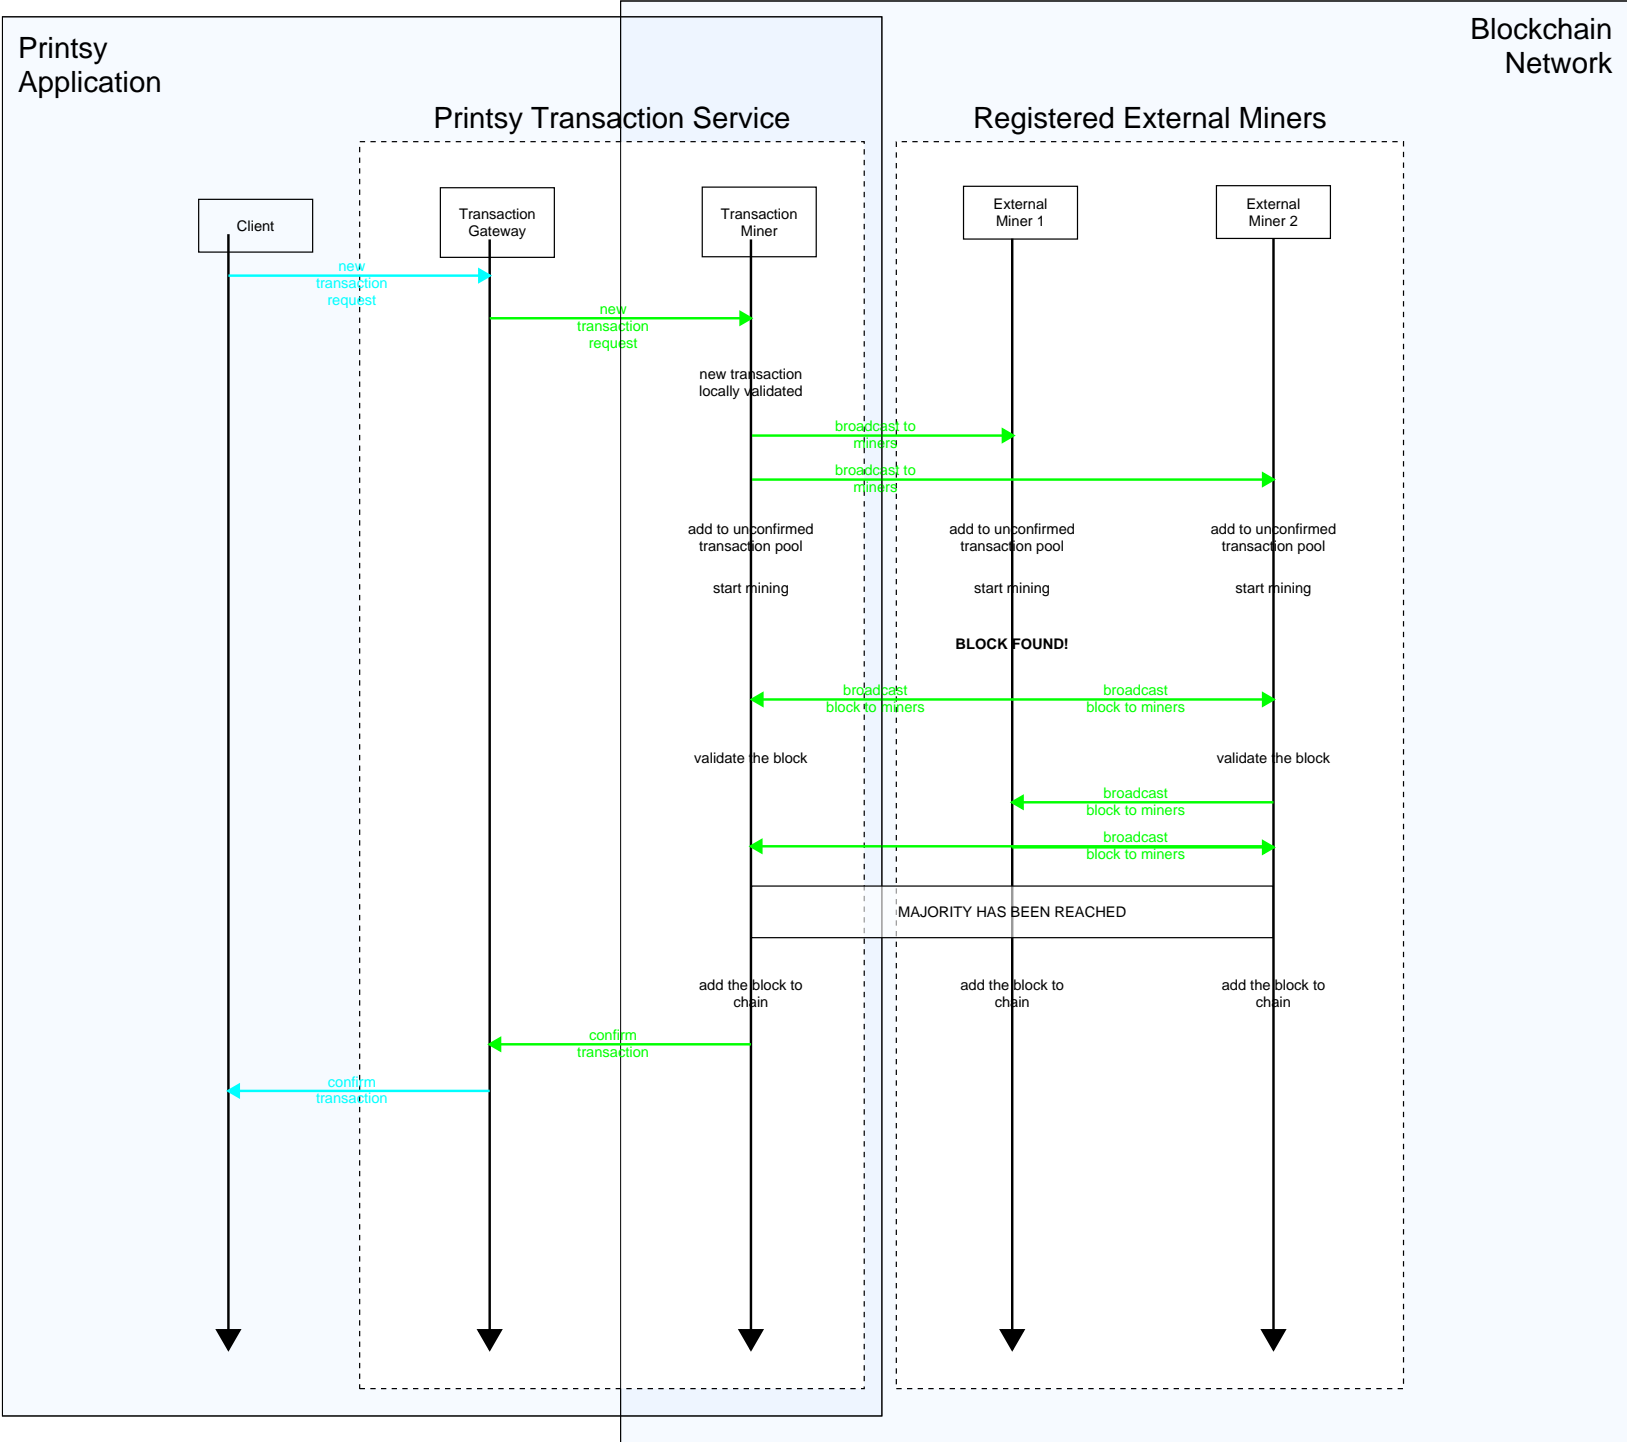 Printsy
Application
Blockchain
Network
Printsy Transaction Service
Registered External Miners
Client
Transaction
Gateway
Transaction
Miner
External
Miner 1
External
Miner 2
new
transaction
request
new
transaction
request
new transaction
locally validated
broadcast to
miners
broadcast to
miners
add to unconfirmed
transaction pool
add to unconfirmed
transaction pool
add to unconfirmed
transaction pool
start mining
start mining
start mining
BLOCK FOUND!
broadcast
block to miners
broadcast
block to miners
validate the block
validate the block
broadcast
block to miners
broadcast
block to miners
MAJORITY HAS BEEN REACHED
add the block to
chain
add the block to
chain
add the block to
chain
confirm
transaction
confirm
transaction